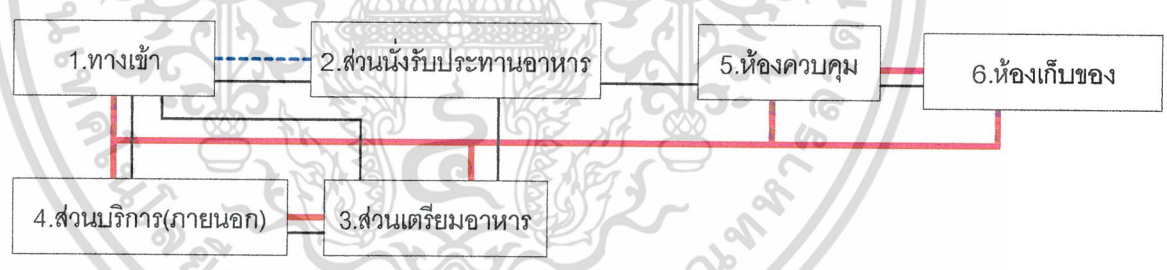 1.ทางเข้า
2.ส่วนนั่งรับประทานอาหาร
5.ห้องควบคุม
6.ห้องเก็บของ
4.ส่วนบริการ(ภายนอก)
3.ส่วนเตรียมอาหาร